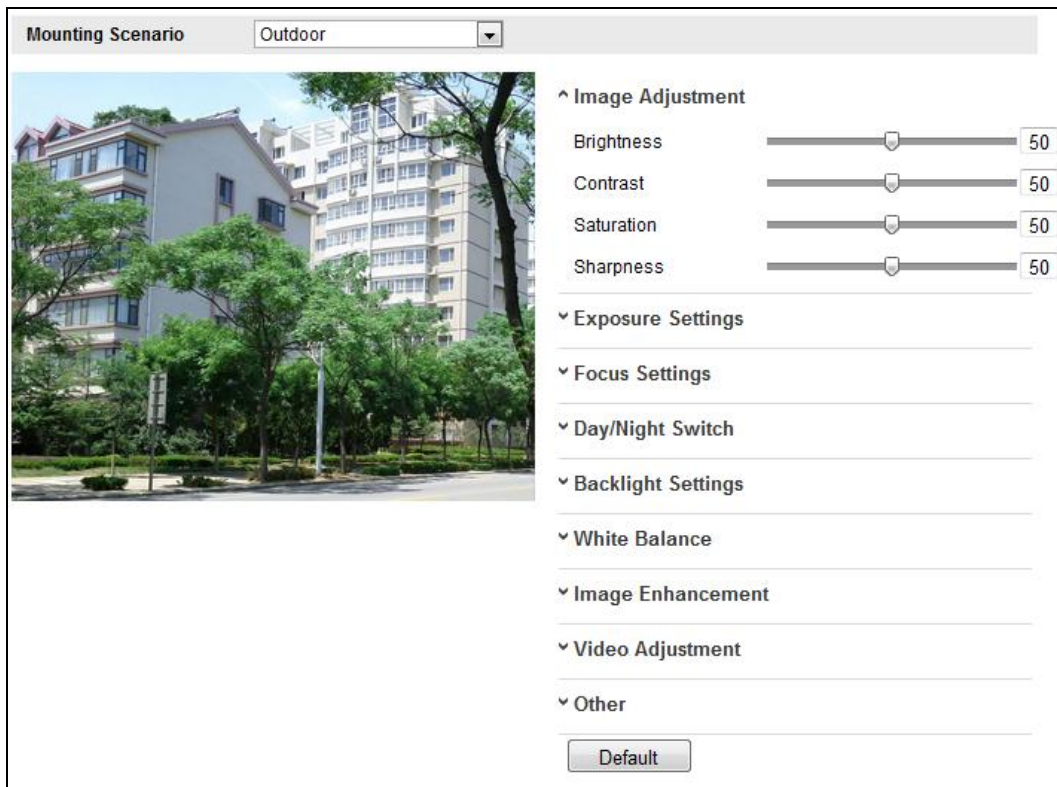 Mounting Scenario Outdoor
Image Adjustment
Brightness 50
Contrast 50
Saturation 50
Sharpness 50
Exposure Settings
Focus Settings
Day/Night Switch
Backlight Settings
White Balance
Image Enhancement
Video Adjustment
Other
Default